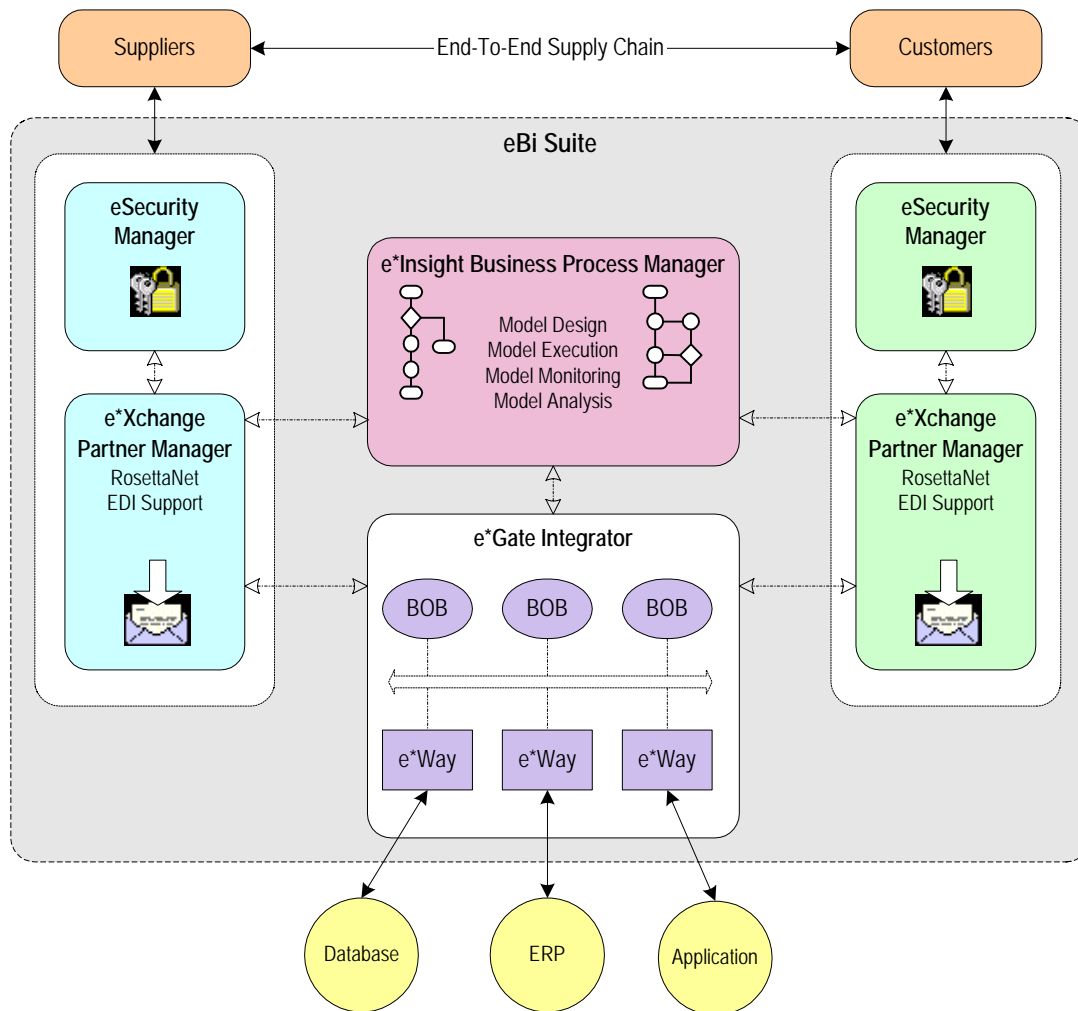 Suppliers
End-To-End Supply Chain
Customers
eBi Suite
eSecurity
Manager
eSecurity
Manager
e*Insight Business Process Manager
Model Design
Model Execution
Model Monitoring
Model Analysis
e*Xchange
Partner Manager
RosettaNet
EDI Support
e*Xchange
Partner Manager
RosettaNet
EDI Support
e*Gate Integrator
BOB
BOB
BOB
e*Way
e*Way
e*Way
Database
ERP
Application